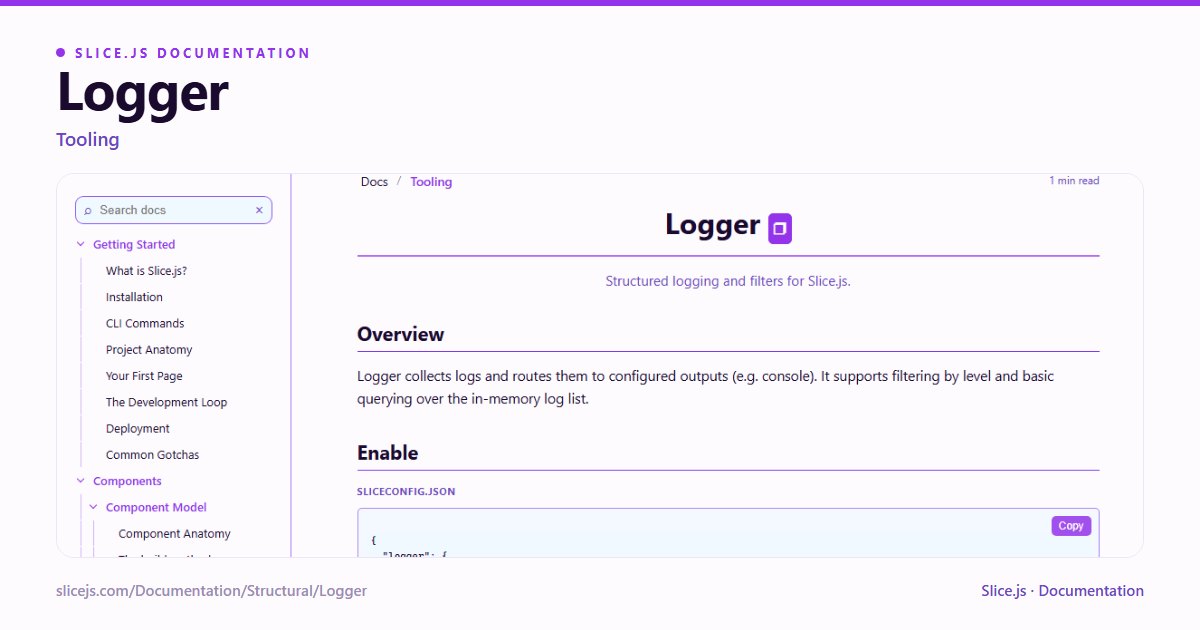 SLICE.JS DOCUMENTATION
Logger
Tooling
Search docs
Getting Started
What is Slice.js?
Installation
CLI Commands
Project Anatomy
Your First Page
The Development Loop
Deployment
Common Gotchas
Components
Component Model
Component Anatomy
Docs / Tooling
1 min read
Logger
Structured logging and filters for Slice.js.
Overview
Logger collects logs and routes them to configured outputs (e.g. console). It supports filtering by level and basic
querying over the in-memory log list.
Enable
SLICECONFIG.JSON
Copy
{
"logger": {
slicejs.com/Documentation/Structural/Logger
Slice.js · Documentation